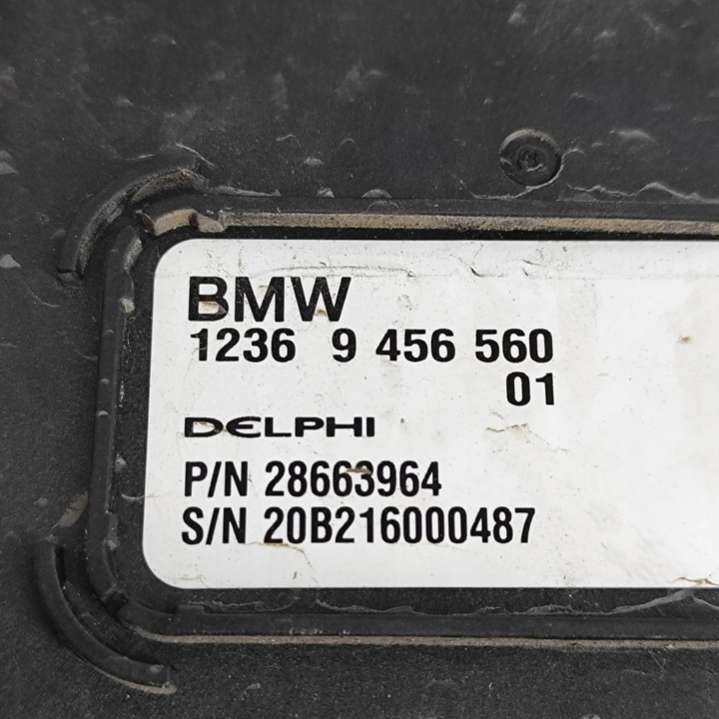 BMW
1236 9 456 560
01
DELPHI
P/N 28663964
S/N 20B216000487